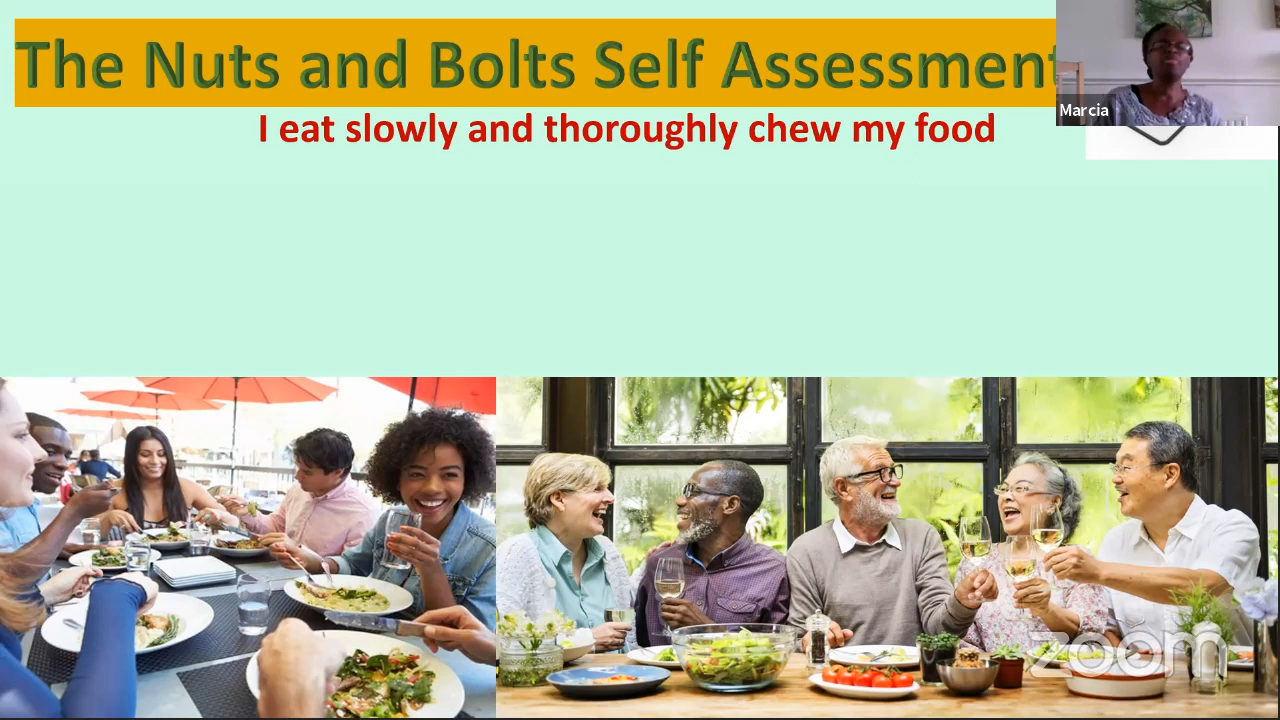 The Nuts and Bolts Self Assessment
Marcia
I eat slowly and thoroughly chew my food
zoom